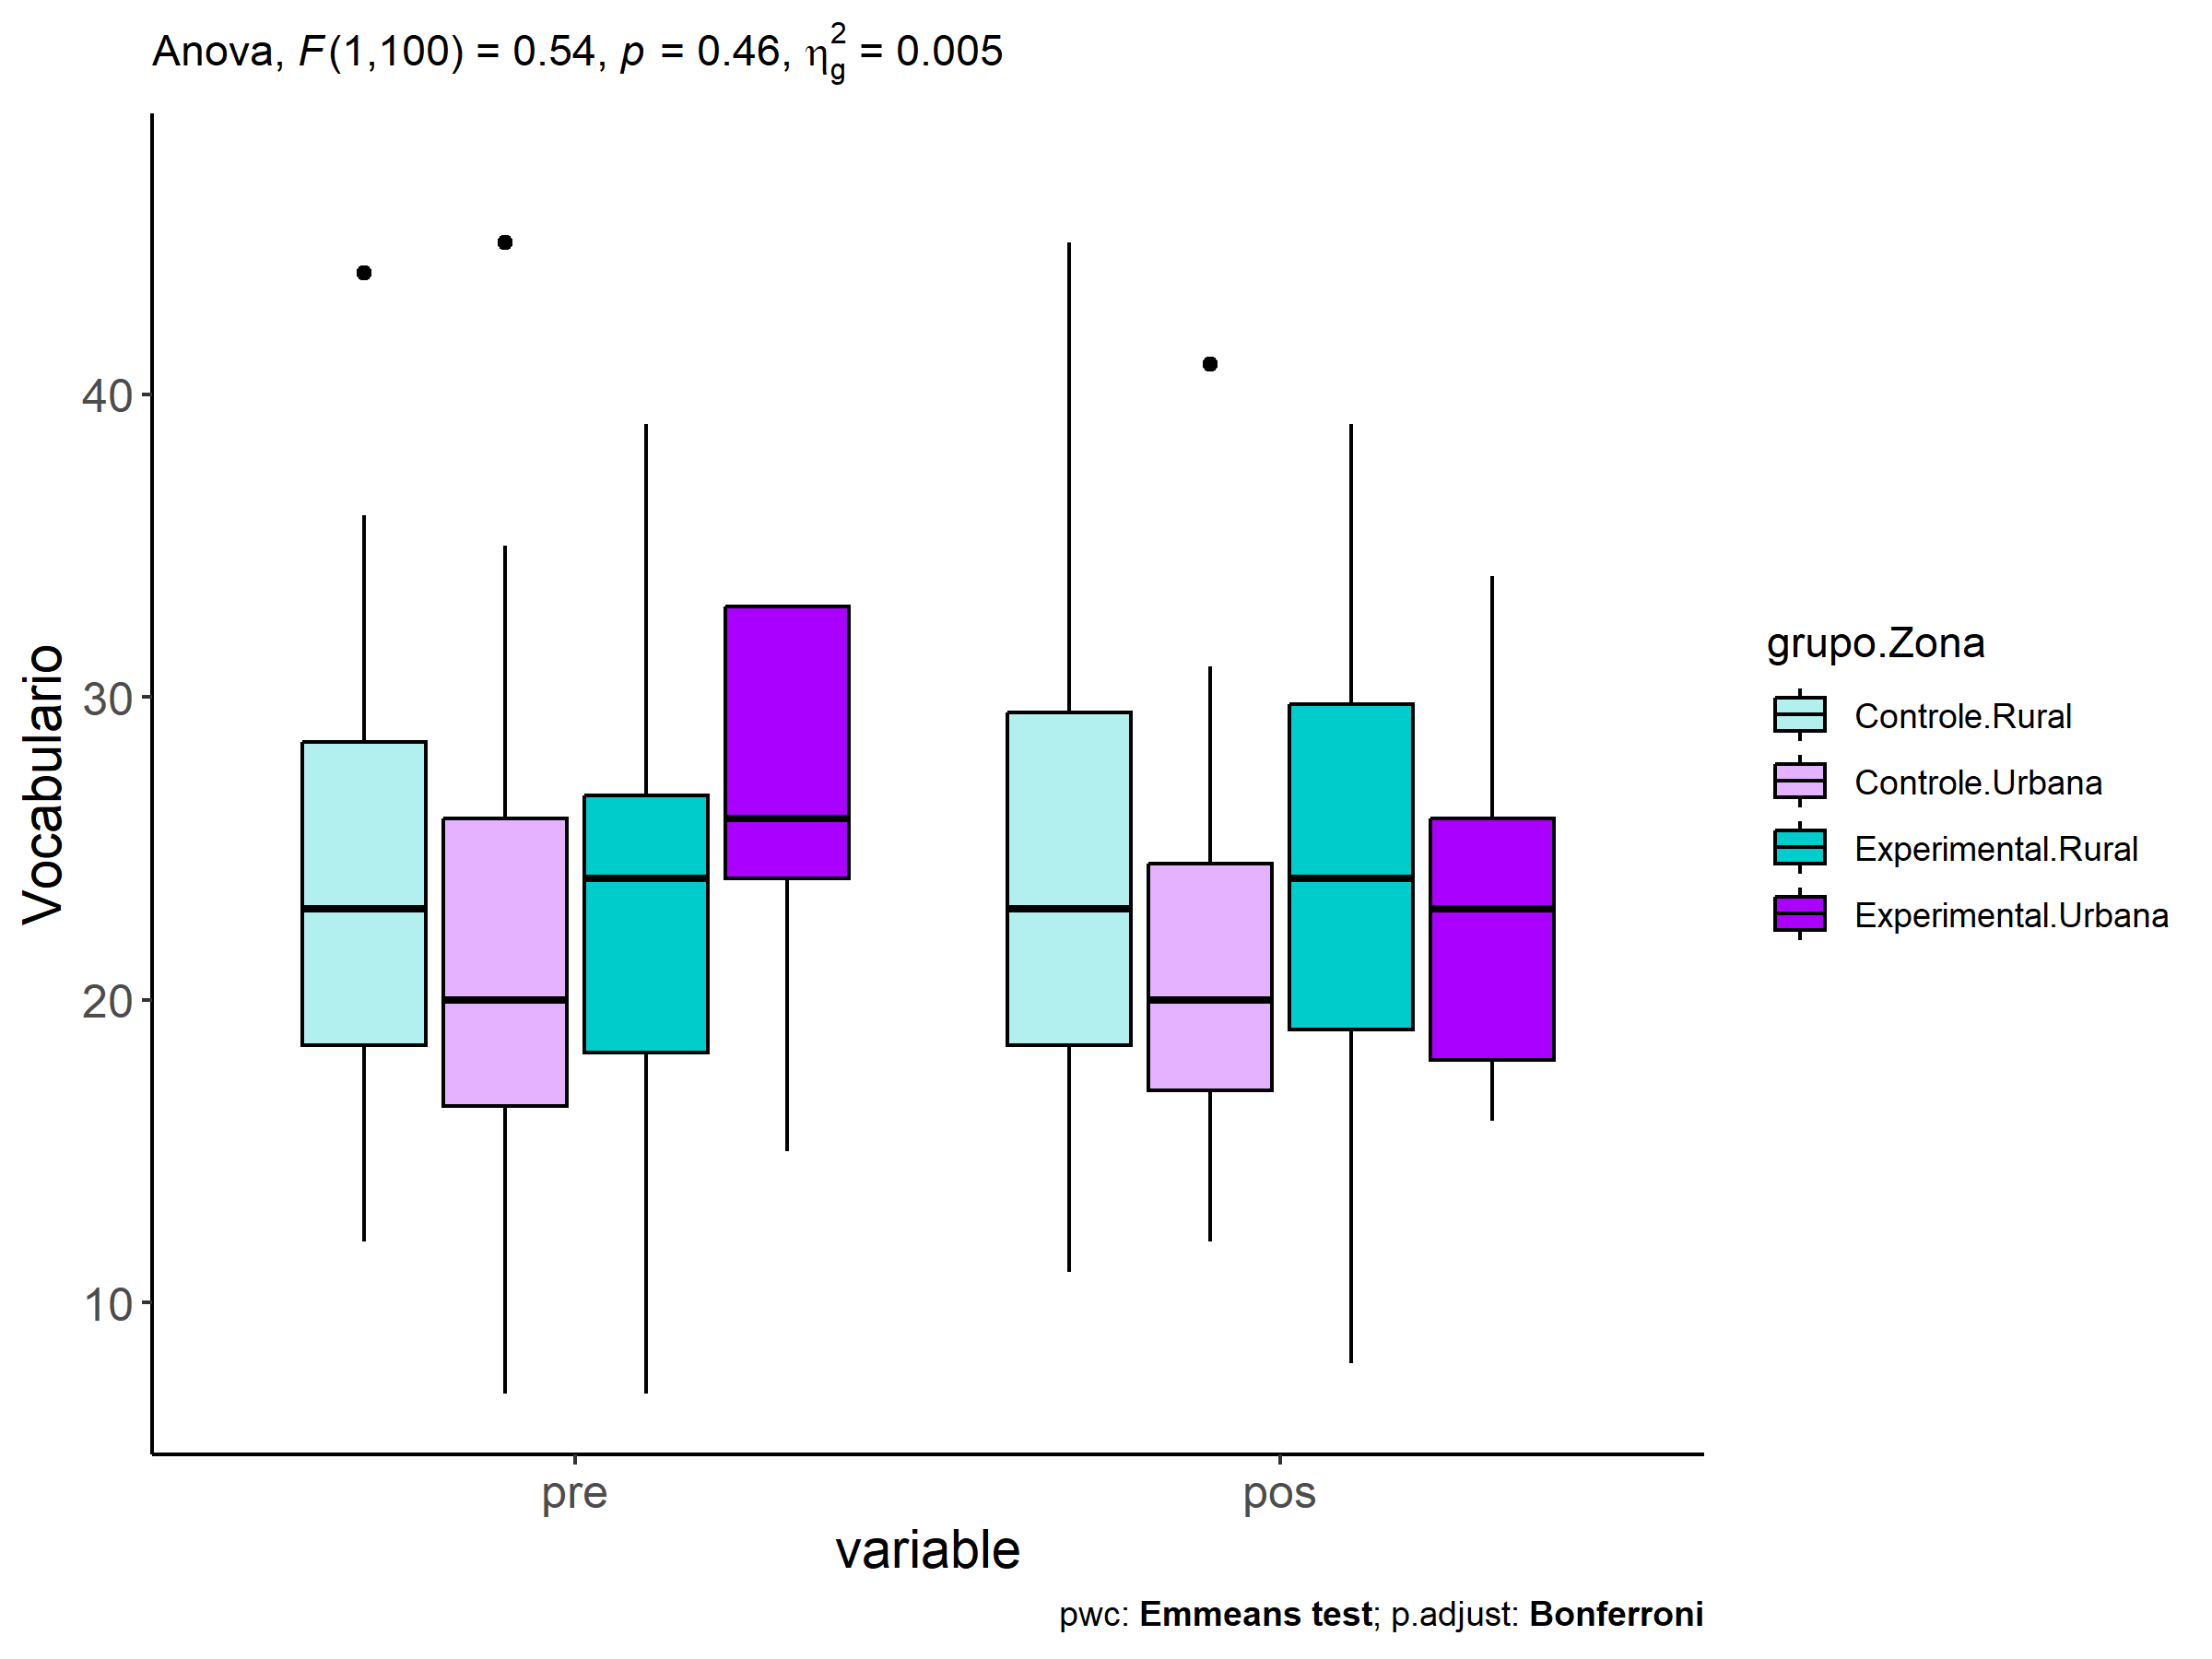 Anova, F(1,100) = 0.54, p = 0.46, η²g = 0.005
Vocabulario
40
30
20
10
pre
pos
variable
grupo.Zona
Controle.Rural
Controle.Urbana
Experimental.Rural
Experimental.Urbana
pwc: Emmeans test; p.adjust: Bonferroni